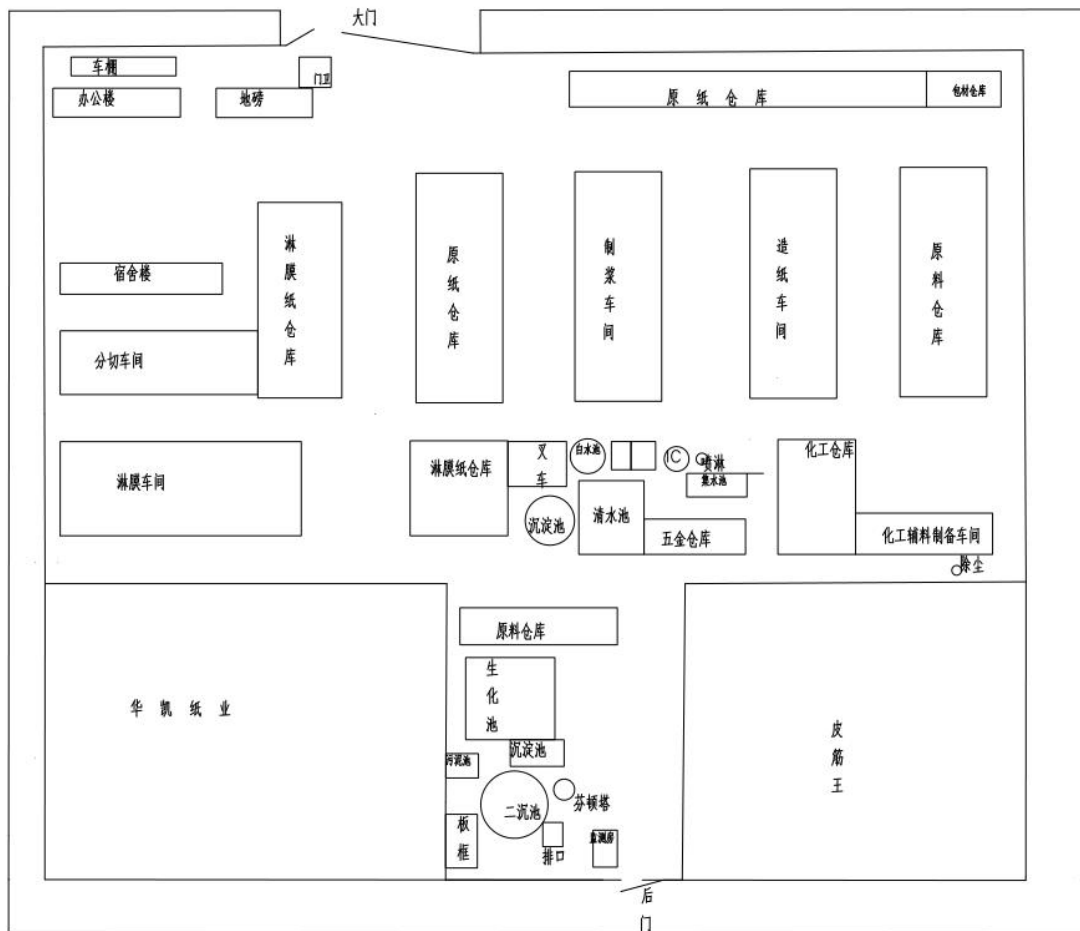 大门
车棚
门卫
办公楼
地磅
原纸仓库
包材仓库
淋膜纸仓库
原纸仓库
制浆车间
造纸车间
原料仓库
宿舍楼
分切车间
淋膜车间
淋膜纸仓库
叉车
白水池
IC
喷淋
集水池
化工仓库
沉淀池
清水池
五金仓库
化工辅料制备车间
除尘
原料仓库
生化池
华凯纸业
皮筋王
沉淀池
污泥池
二沉池
芬顿塔
板框
排口
监测房
后门